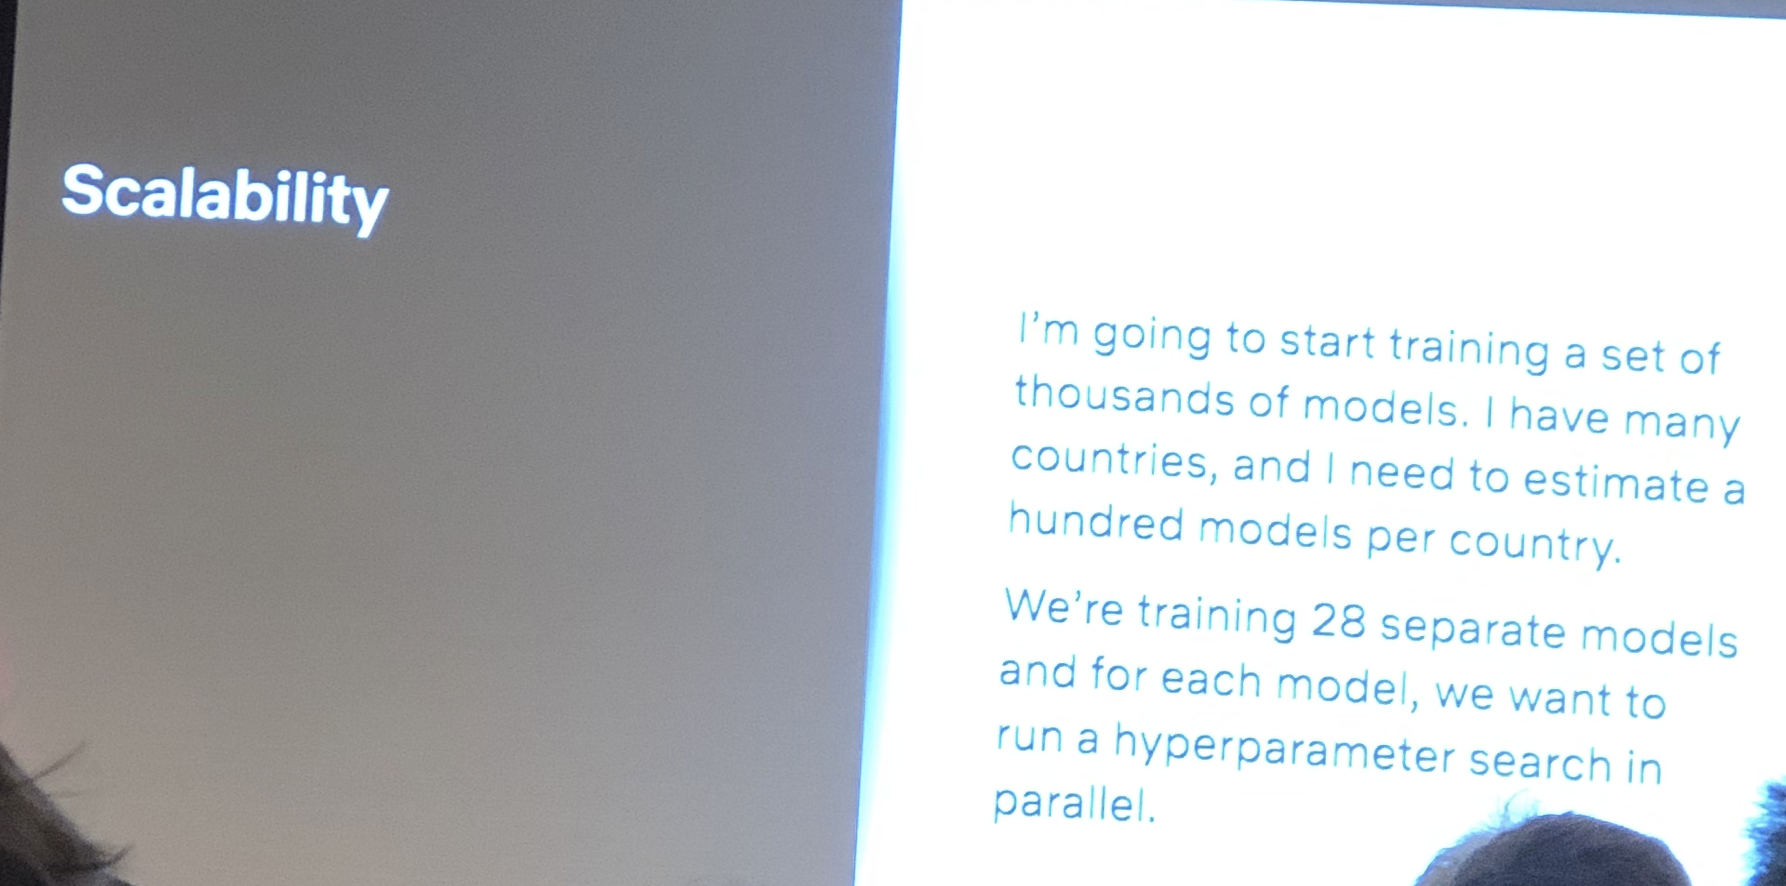 Scalability
I'm going to start training a set of
thousands of models. I have many
countries, and I need to estimate a
hundred models per country.
We're training 28 separate models
and for each model, we want to
run a hyperparameter search in
parallel.